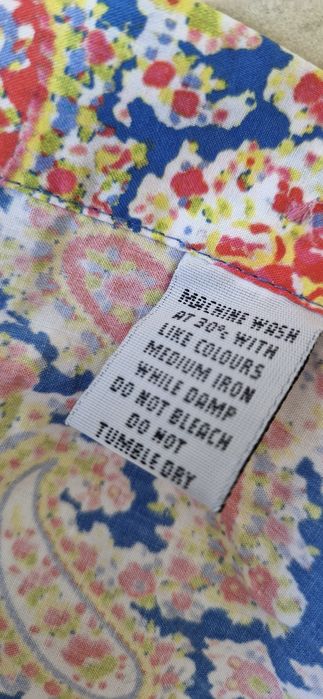 MACHINE WASH
AT 30°c WITH
LIKE COLOURS
MEDIUM IRON
WHILE DAMP
DO NOT BLEACH
DO NOT
TUMBLE DRY